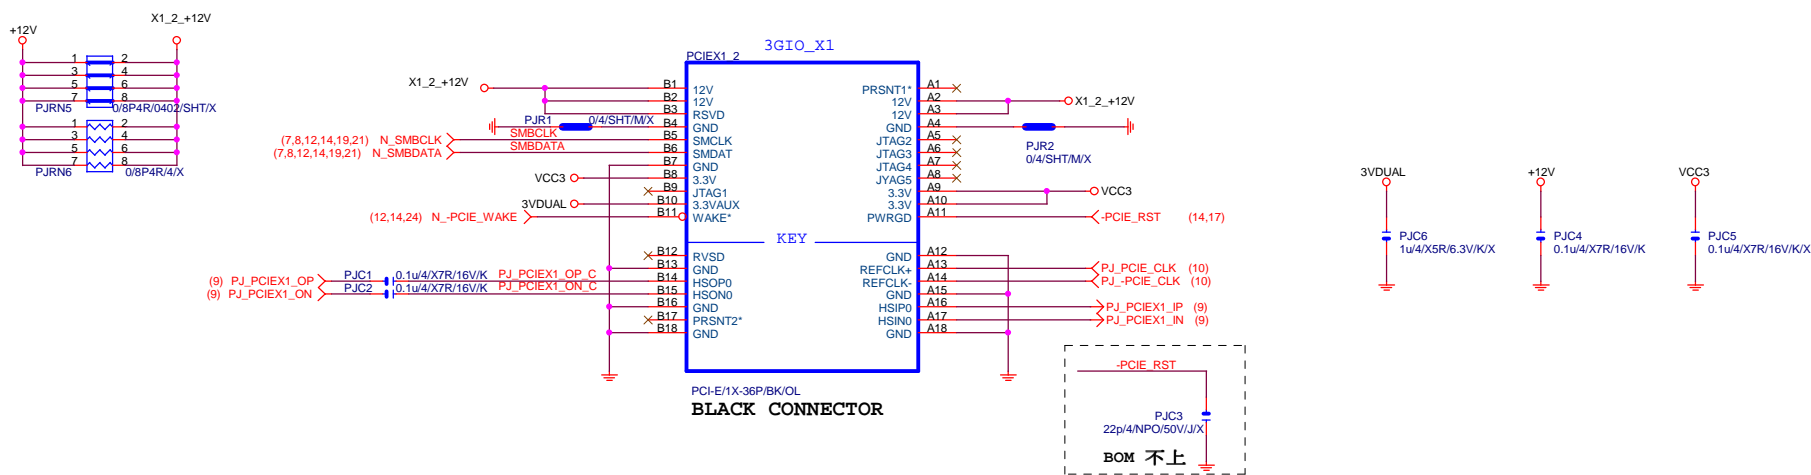 +12V
X1_2_+12V
1 2
3 4
5 6
7 8
PJRN5 0/8P4R/0402/SHT/X
1 2
3 4
5 6
7 8
PJRN6 0/8P4R/4/X
3GIO_X1
PCIEX1_2
X1_2_+12V
B1 12V
B2 12V
B3 RSVD
PJR1 0/4/SHT/M/X
B4 GND
(7,8,12,14,19,21) N_SMBCLK SMBCLK B5 SMCLK
(7,8,12,14,19,21) N_SMBDATA SMBDATA B6 SMDAT
B7 GND
VCC3 B8 3.3V
B9 JTAG1
3VDUAL B10 3.3VAUX
(12,14,24) N_-PCIE_WAKE B11 WAKE*
KEY
B12 RVSD
B13 GND
(9) PJ_PCIEX1_OP PJC1 0.1u/4/X7R/16V/K PJ_PCIEX1_OP_C B14 HSOP0
(9) PJ_PCIEX1_ON PJC2 0.1u/4/X7R/16V/K PJ_PCIEX1_ON_C B15 HSON0
B16 GND
B17 PRSNT2*
B18 GND
PRSNT1* A1
12V A2 X1_2_+12V
12V A3
GND A4
PJR2
0/4/SHT/M/X
JTAG2 A5
JTAG3 A6
JTAG4 A7
JYAG5 A8
3.3V A9 VCC3
3.3V A10
PWRGD A11 -PCIE_RST (14,17)
GND A12
REFCLK+ A13 PJ_PCIE_CLK (10)
REFCLK- A14 PJ_-PCIE_CLK (10)
GND A15
HSIP0 A16 PJ_PCIEX1_IP (9)
HSIN0 A17 PJ_PCIEX1_IN (9)
GND A18
PCI-E/1X-36P/BK/OL
BLACK CONNECTOR
-PCIE_RST
PJC3
22p/4/NPO/50V/J/X
BOM 不上
3VDUAL
PJC6
1u/4/X5R/6.3V/K/X
+12V
PJC4
0.1u/4/X7R/16V/K
VCC3
PJC5
0.1u/4/X7R/16V/K/X